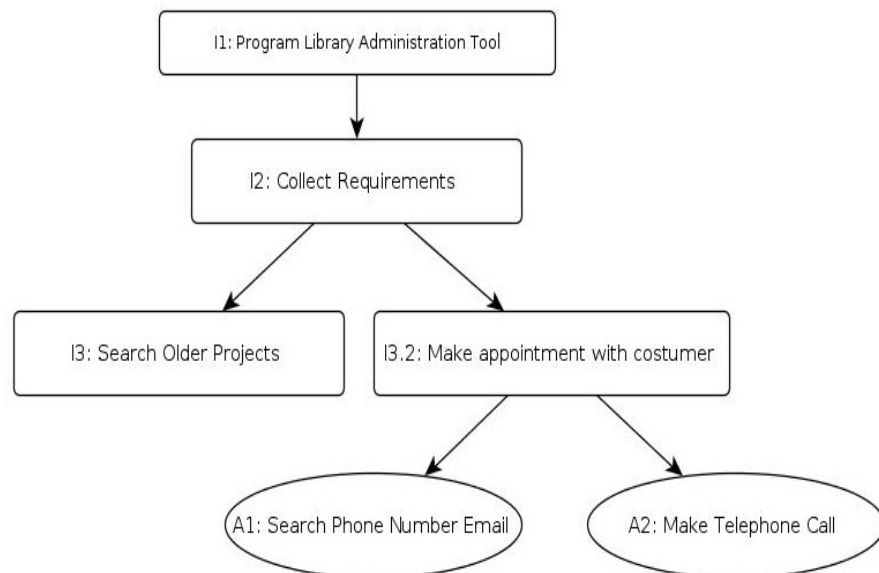 I1: Program Library Administration Tool
I2: Collect Requirements
I3: Search Older Projects
I3.2: Make appointment with costumer
A1: Search Phone Number Email
A2: Make Telephone Call